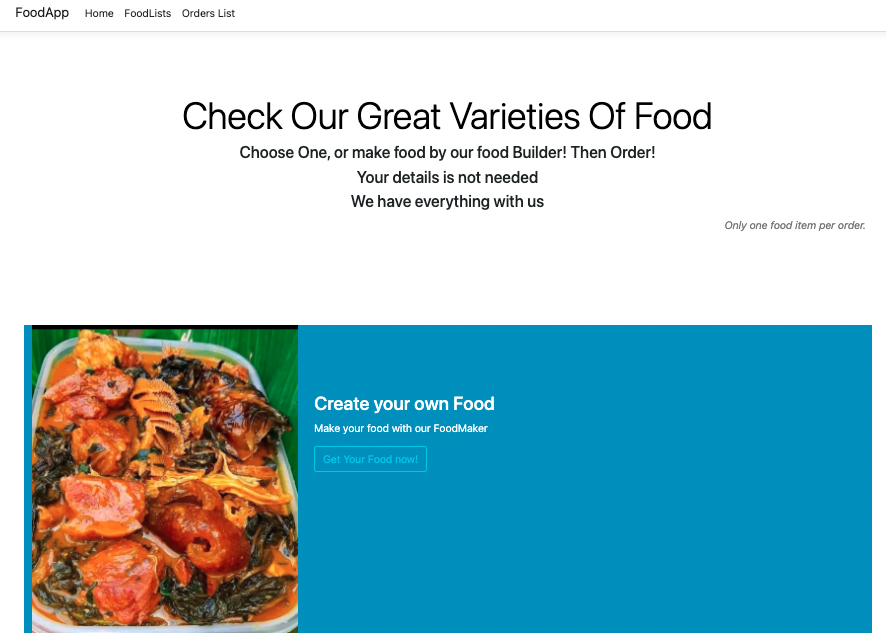 FoodApp Home FoodLists Orders List
Check Our Great Varieties Of Food
Choose One, or make food by our food Builder! Then Order!
Your details is not needed
We have everything with us
Only one food item per order.
Create your own Food
Make your food with our FoodMaker
Get Your Food now!